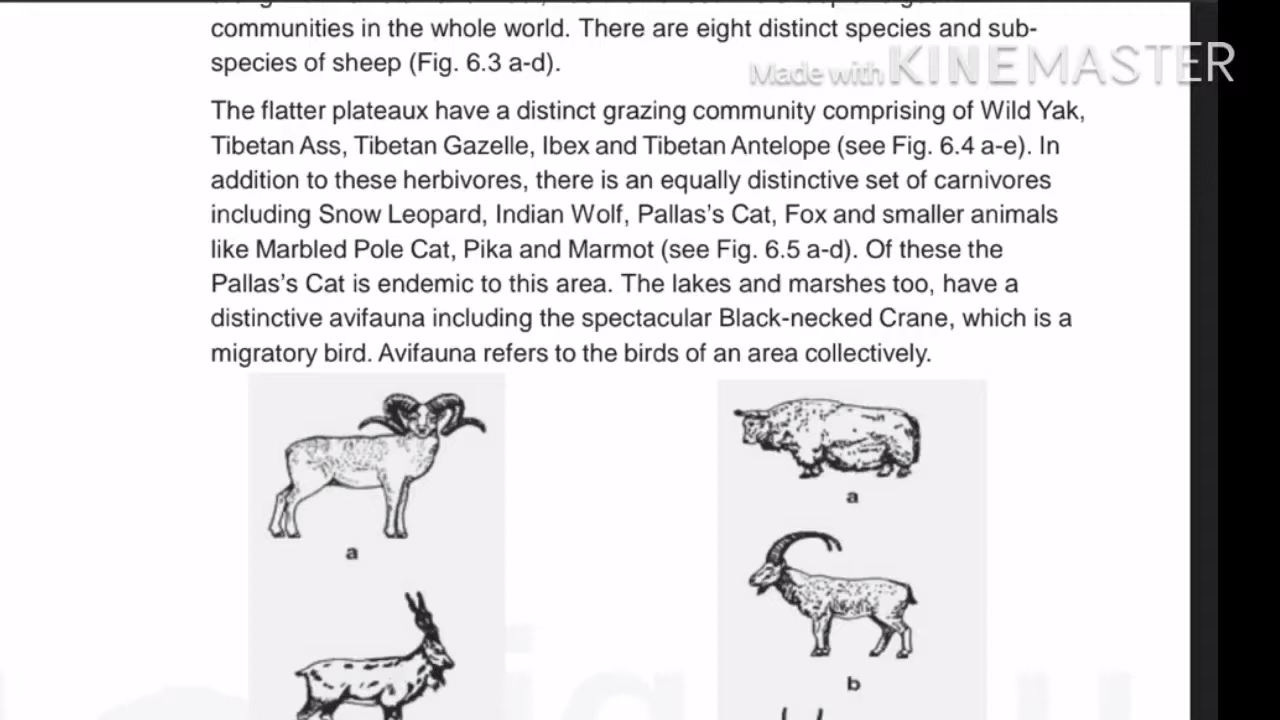 communities in the whole world. There are eight distinct species and sub-
species of sheep (Fig. 6.3 a-d).
Made with KINEMASTER
The flatter plateaux have a distinct grazing community comprising of Wild Yak,
Tibetan Ass, Tibetan Gazelle, Ibex and Tibetan Antelope (see Fig. 6.4 a-e). In
addition to these herbivores, there is an equally distinctive set of carnivores
including Snow Leopard, Indian Wolf, Pallas's Cat, Fox and smaller animals
like Marbled Pole Cat, Pika and Marmot (see Fig. 6.5 a-d). Of these the
Pallas's Cat is endemic to this area. The lakes and marshes too, have a
distinctive avifauna including the spectacular Black-necked Crane, which is a
migratory bird. Avifauna refers to the birds of an area collectively.
a
a
b